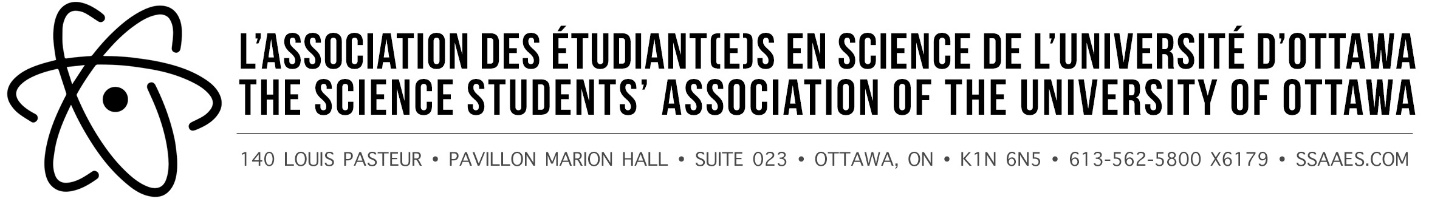 L'ASSOCIATION DES ÉTUDIANT(E)S EN SCIENCE DE L'UNIVERSITÉ D'OTTAWA
THE SCIENCE STUDENTS' ASSOCIATION OF THE UNIVERSITY OF OTTAWA
140 LOUIS PASTEUR • PAVILLON MARION HALL • SUITE 023 • OTTAWA, ON • K1N 6N5 • 613-562-5800 X6179 • SSAAES.COM